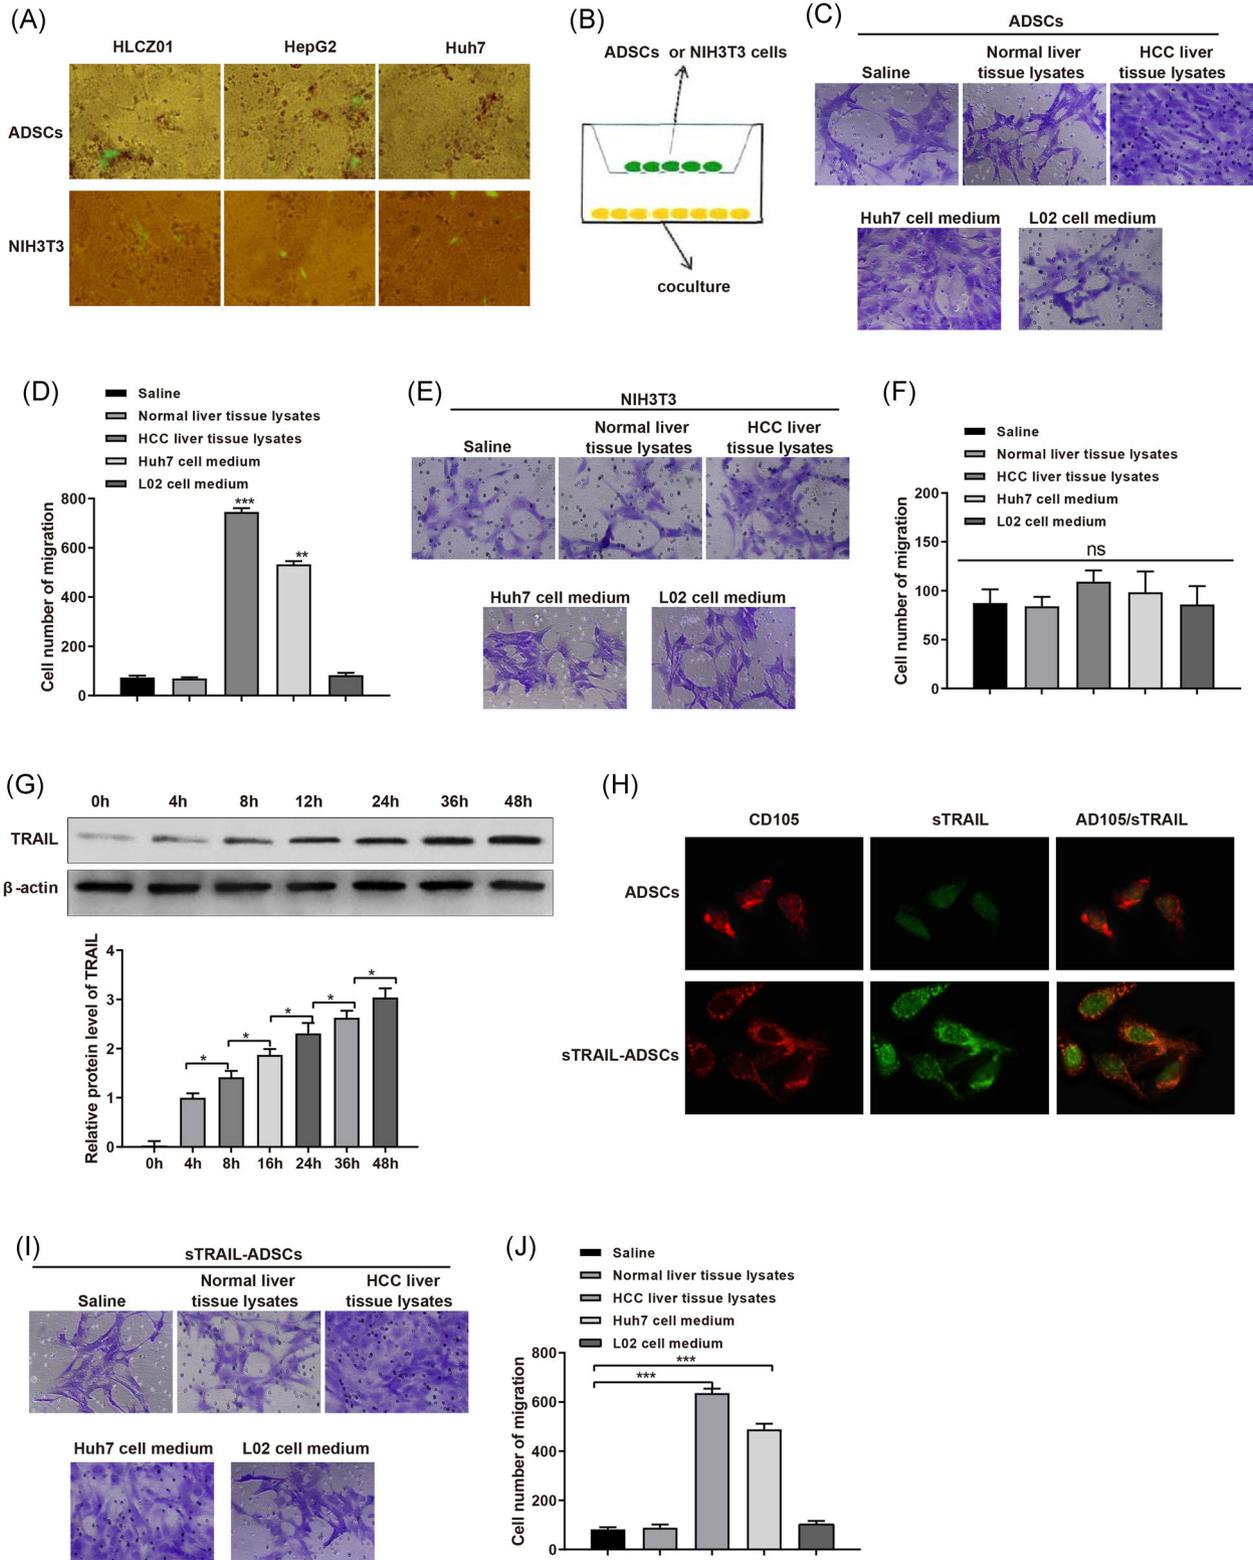 (A)
HLCZ01 HepG2 Huh7
ADSCs
NIH3T3
(B)
ADSCs or NIH3T3 cells
coculture
(C)
ADSCs
Saline
Normal liver
tissue lysates
HCC liver
tissue lysates
Huh7 cell medium L02 cell medium
(D)
Saline
Normal liver tissue lysates
HCC liver tissue lysates
Huh7 cell medium
L02 cell medium
Cell number of migration
800
600
400
200
0
***
**
(E)
NIH3T3
Saline
Normal liver
tissue lysates
HCC liver
tissue lysates
Huh7 cell medium L02 cell medium
(F)
Saline
Normal liver tissue lysates
HCC liver tissue lysates
Huh7 cell medium
L02 cell medium
Cell number of migration
200
150
100
50
0
ns
(G)
0h 4h 8h 12h 24h 36h 48h
TRAIL
β-actin
Relative protein level of TRAIL
4
3
2
1
0
* * * * *
0h 4h 8h 16h 24h 36h 48h
(H)
CD105 sTRAIL AD105/sTRAIL
ADSCs
sTRAIL-ADSCs
(I)
sTRAIL-ADSCs
Saline
Normal liver
tissue lysates
HCC liver
tissue lysates
Huh7 cell medium L02 cell medium
(J)
Saline
Normal liver tissue lysates
HCC liver tissue lysates
Huh7 cell medium
L02 cell medium
Cell number of migration
800
600
400
200
0
***
***